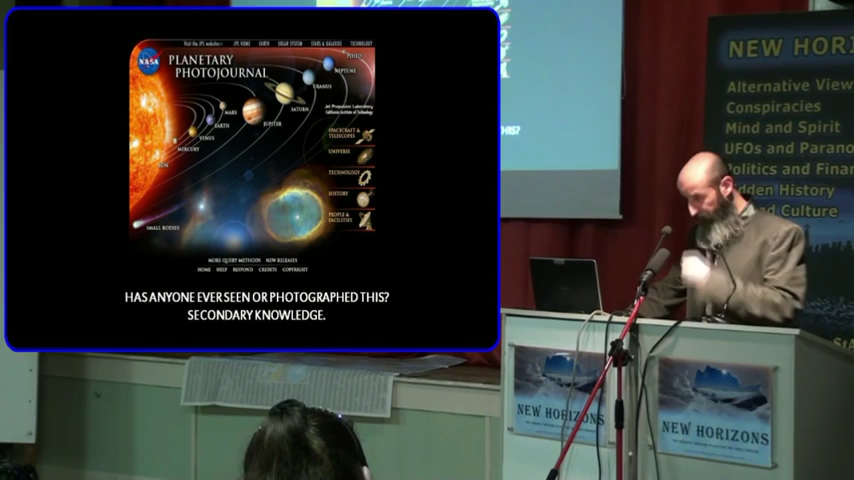 Visit the JPL websites> JPL HOME EARTH SOLAR SYSTEM STARS & GALAXIES TECHNOLOGY
NASA
PLANETARY
PHOTOJOURNAL
PLUTO
NEPTUNE
URANUS
SATURN
JUPITER
MARS
EARTH
VENUS
MERCURY
SUN
SMALL BODIES
Jet Propulsion Laboratory
California Institute of Technology
SPACECRAFT &
TELESCOPES
UNIVERSE
TECHNOLOGY
HISTORY
PEOPLE &
FACILITIES
MORE QUERY METHODS NEW RELEASES
HOME HELP RESPOND CREDITS COPYRIGHT
HAS ANYONE EVER SEEN OR PHOTOGRAPHED THIS?
SECONDARY KNOWLEDGE.
HIS?
NEW HORI
Alternative View
Conspiracies
Mind and Spirit
UFOs and Parano
Politics and Finan
dden History
nd Culture
StA
NEW HORIZONS
NEW HORIZONS